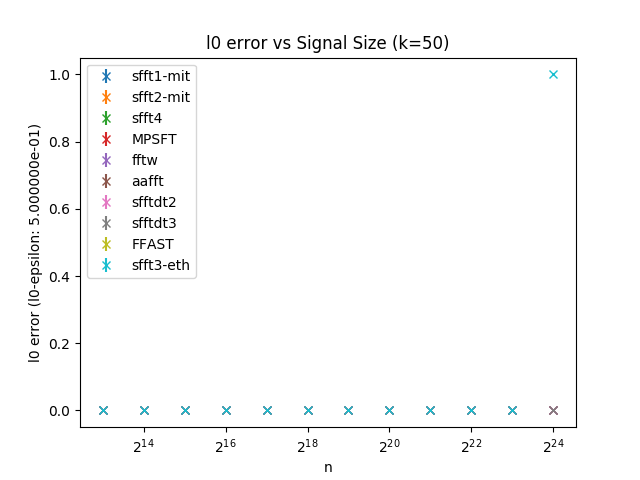 l0 error vs Signal Size (k=50)
l0 error (l0-epsilon: 5.000000e-01)
1.0
0.8
0.6
0.4
0.2
0.0
sfft1-mit
sfft2-mit
sfft4
MPSFT
fftw
aafft
sfftdt2
sfftdt3
FFAST
sfft3-eth
2^14 2^16 2^18 2^20 2^22 2^24
n